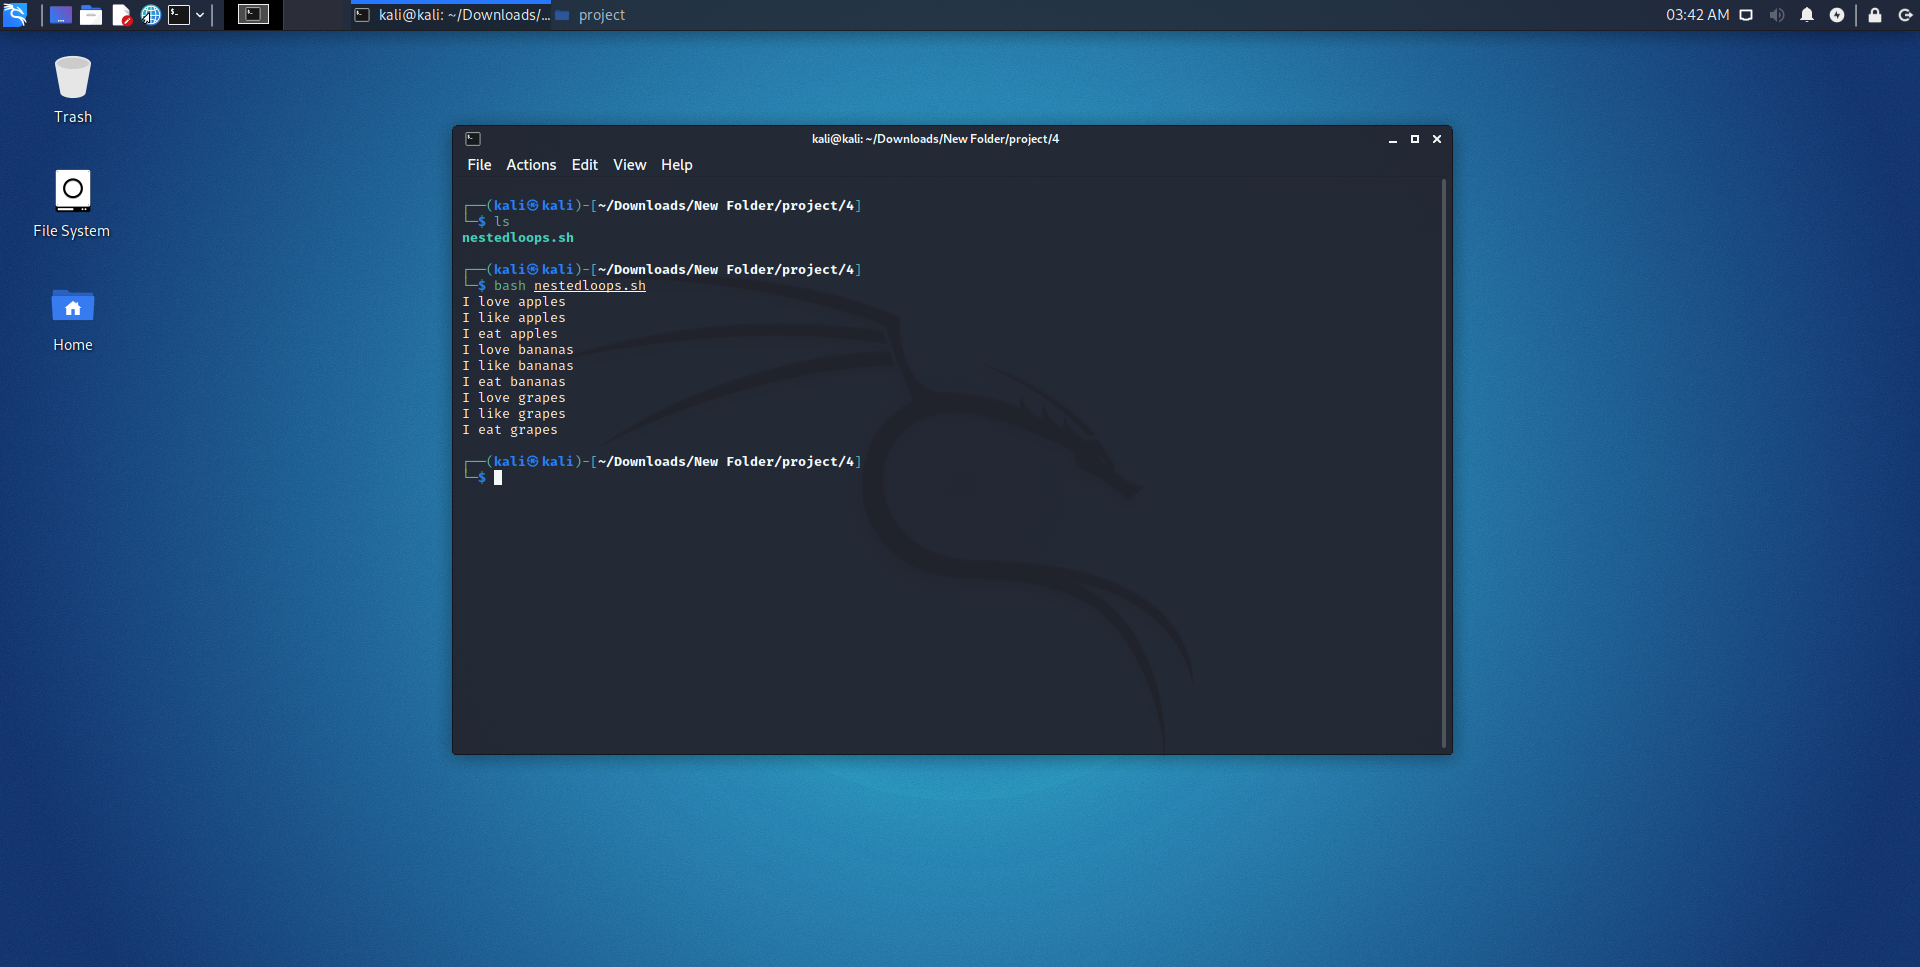 kali@kali: ~/Downloads/... project 03:42 AM
Trash
File System
Home
kali@kali: ~/Downloads/New Folder/project/4
File Actions Edit View Help
┌──(kali㉿kali)-[~/Downloads/New Folder/project/4]
└─$ ls
nestedloops.sh
┌──(kali㉿kali)-[~/Downloads/New Folder/project/4]
└─$ bash nestedloops.sh
I love apples
I like apples
I eat apples
I love bananas
I like bananas
I eat bananas
I love grapes
I like grapes
I eat grapes
┌──(kali㉿kali)-[~/Downloads/New Folder/project/4]
└─$